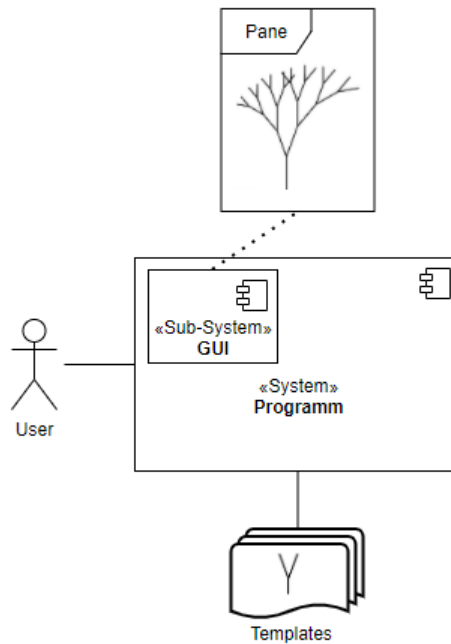 Pane
«Sub-System»
GUI
«System»
Programm
User
Templates